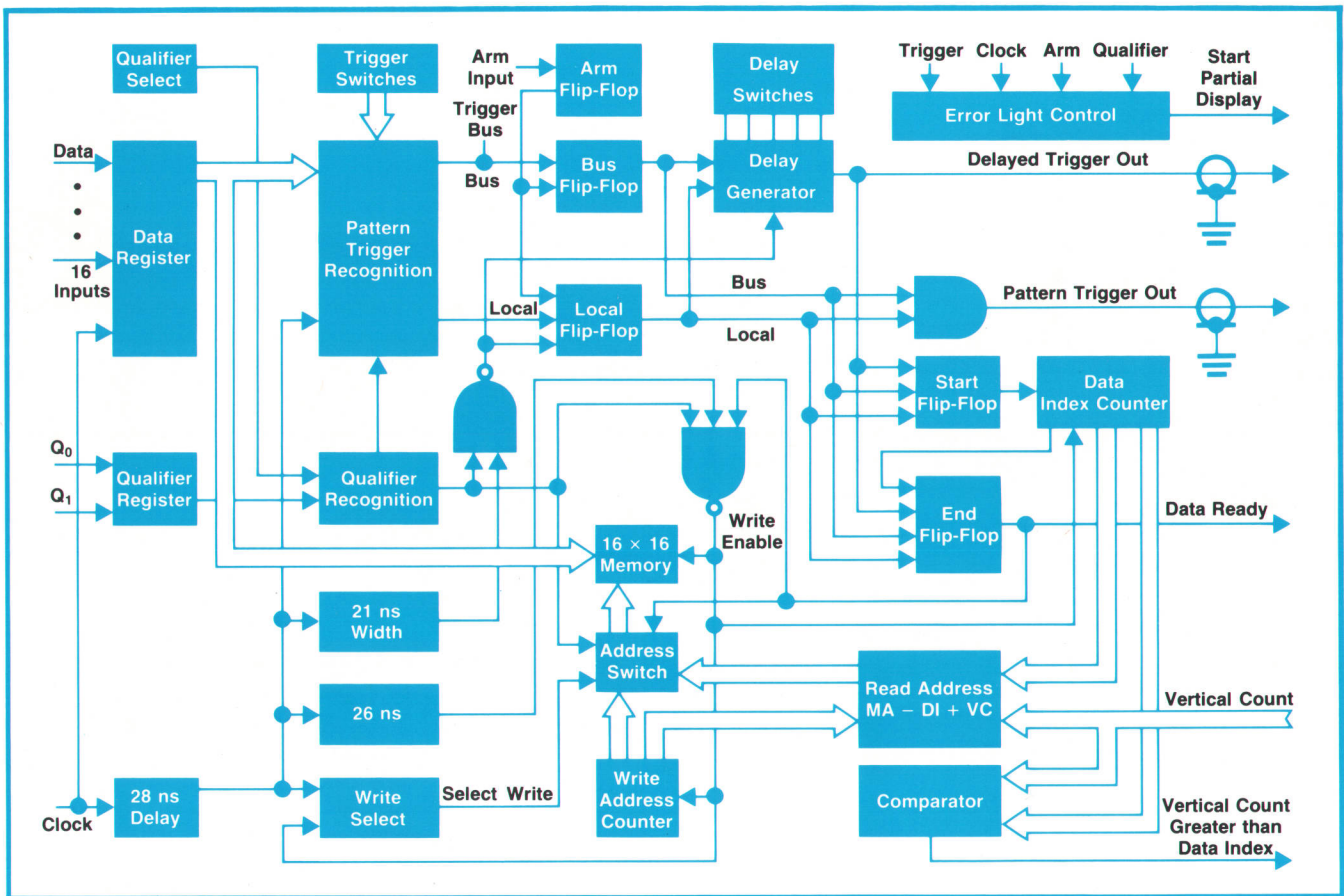 Qualifier
Select
Trigger
Switches
Arm
Input
Arm
Flip-Flop
Delay
Switches
Trigger
Clock
Arm
Qualifier
Start
Partial
Display
Error Light Control
Trigger
Bus
Data
Bus
Bus
Flip-Flop
Delay
Generator
Delayed Trigger Out
Data
Register
Pattern
Trigger
Recognition
16
Inputs
Local
Local
Flip-Flop
Bus
Local
Pattern Trigger Out
Start
Flip-Flop
Data
Index Counter
Q0
Q1
Qualifier
Register
Qualifier
Recognition
Write
Enable
End
Flip-Flop
Data Ready
16 × 16
Memory
21 ns
Width
Address
Switch
Read Address
MA – DI + VC
Vertical Count
26 ns
Clock
28 ns
Delay
Write
Select
Select Write
Write
Address
Counter
Comparator
Vertical Count
Greater than
Data Index